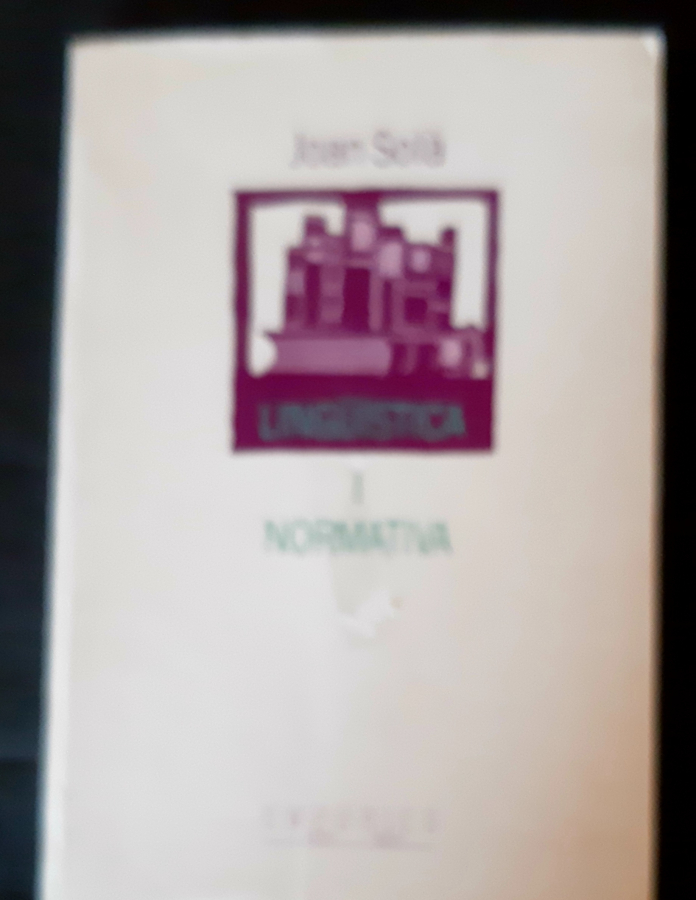 Joan Solà
LINGÜÍSTICA
I
NORMATIVA